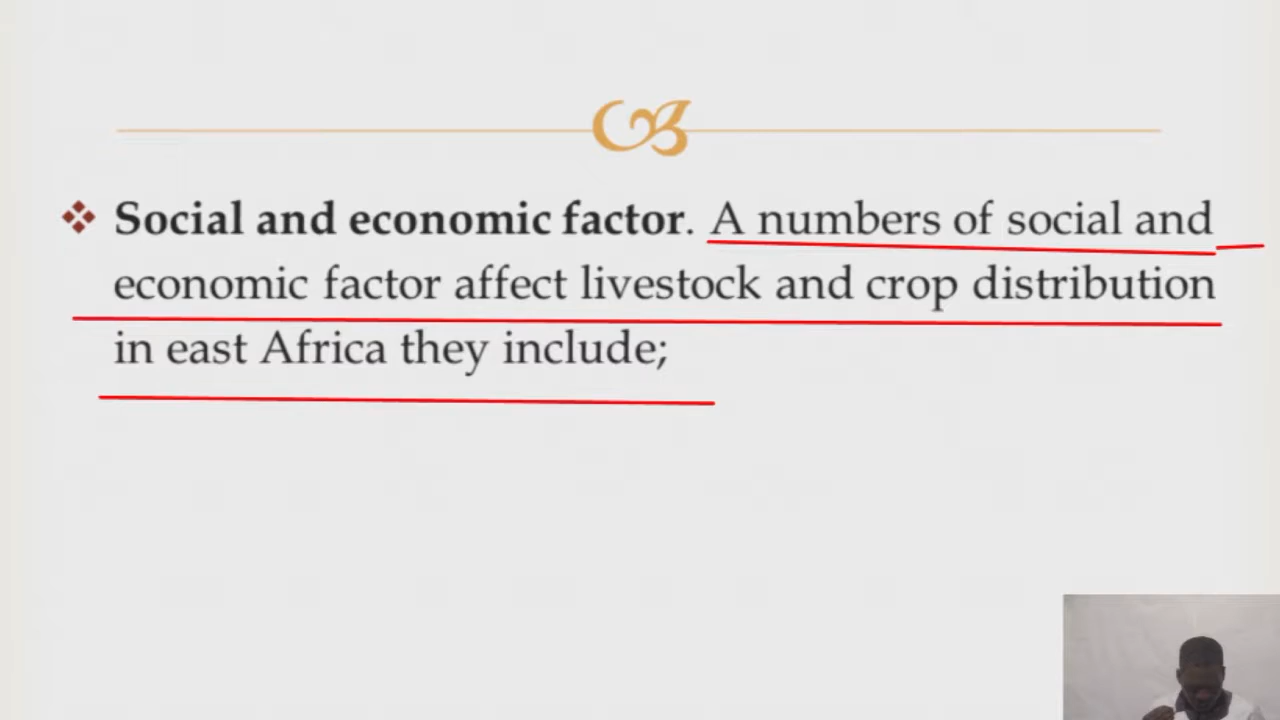 Social and economic factor. A numbers of social and
economic factor affect livestock and crop distribution
in east Africa they include;